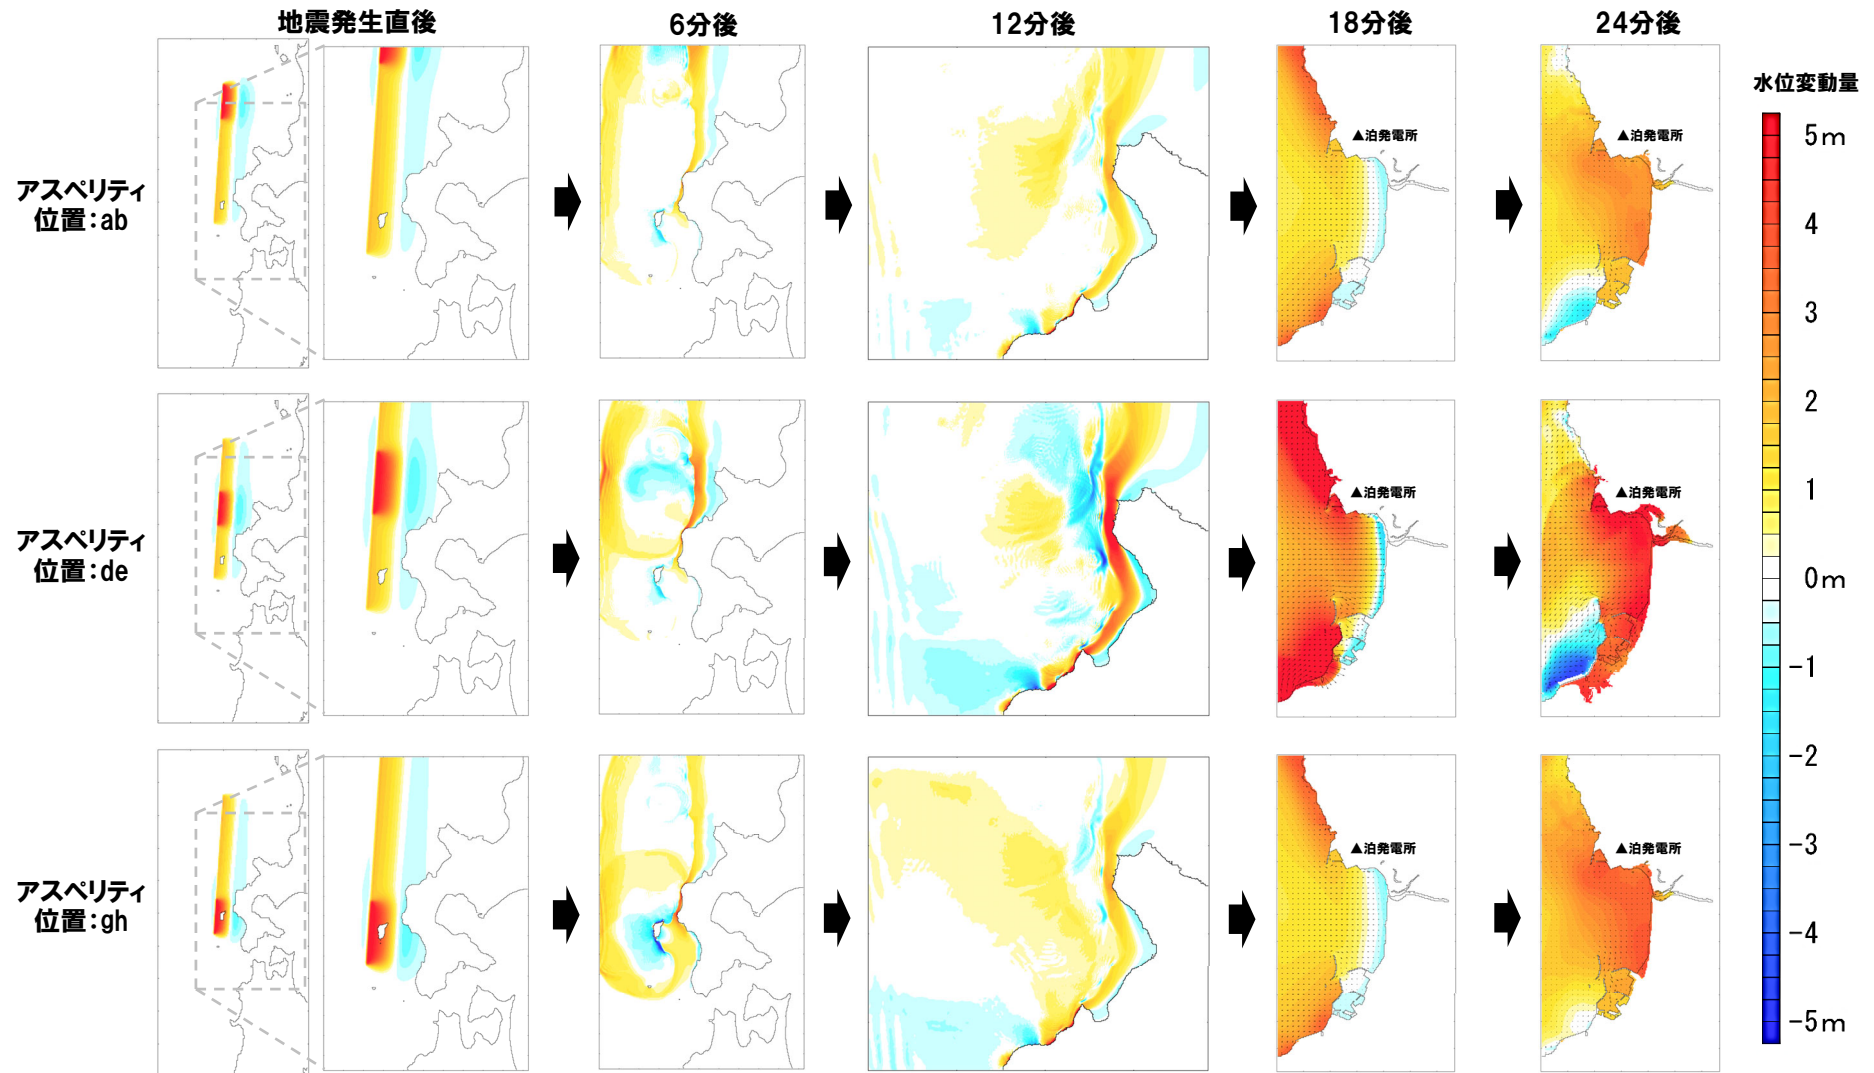 地震発生直後
6分後
12分後
18分後
24分後
水位変動量
アスペリティ
位置:ab
▲泊発電所
▲泊発電所
アスペリティ
位置:de
▲泊発電所
▲泊発電所
アスペリティ
位置:gh
▲泊発電所
▲泊発電所
5m
4
3
2
1
0m
-1
-2
-3
-4
-5m